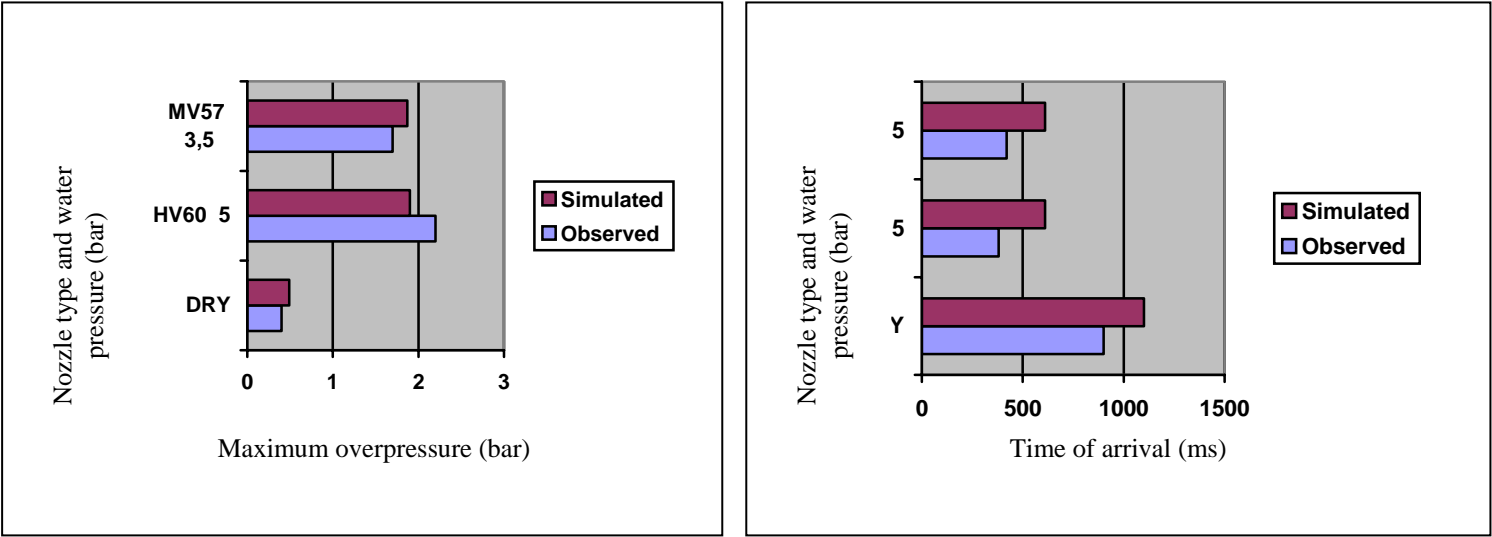 Nozzle type and water
pressure (bar)
MV57
3,5
HV60 5
DRY
0 1 2 3
Maximum overpressure (bar)
Simulated
Observed
Nozzle type and water
pressure (bar)
5
5
Y
0 500 1000 1500
Time of arrival (ms)
Simulated
Observed